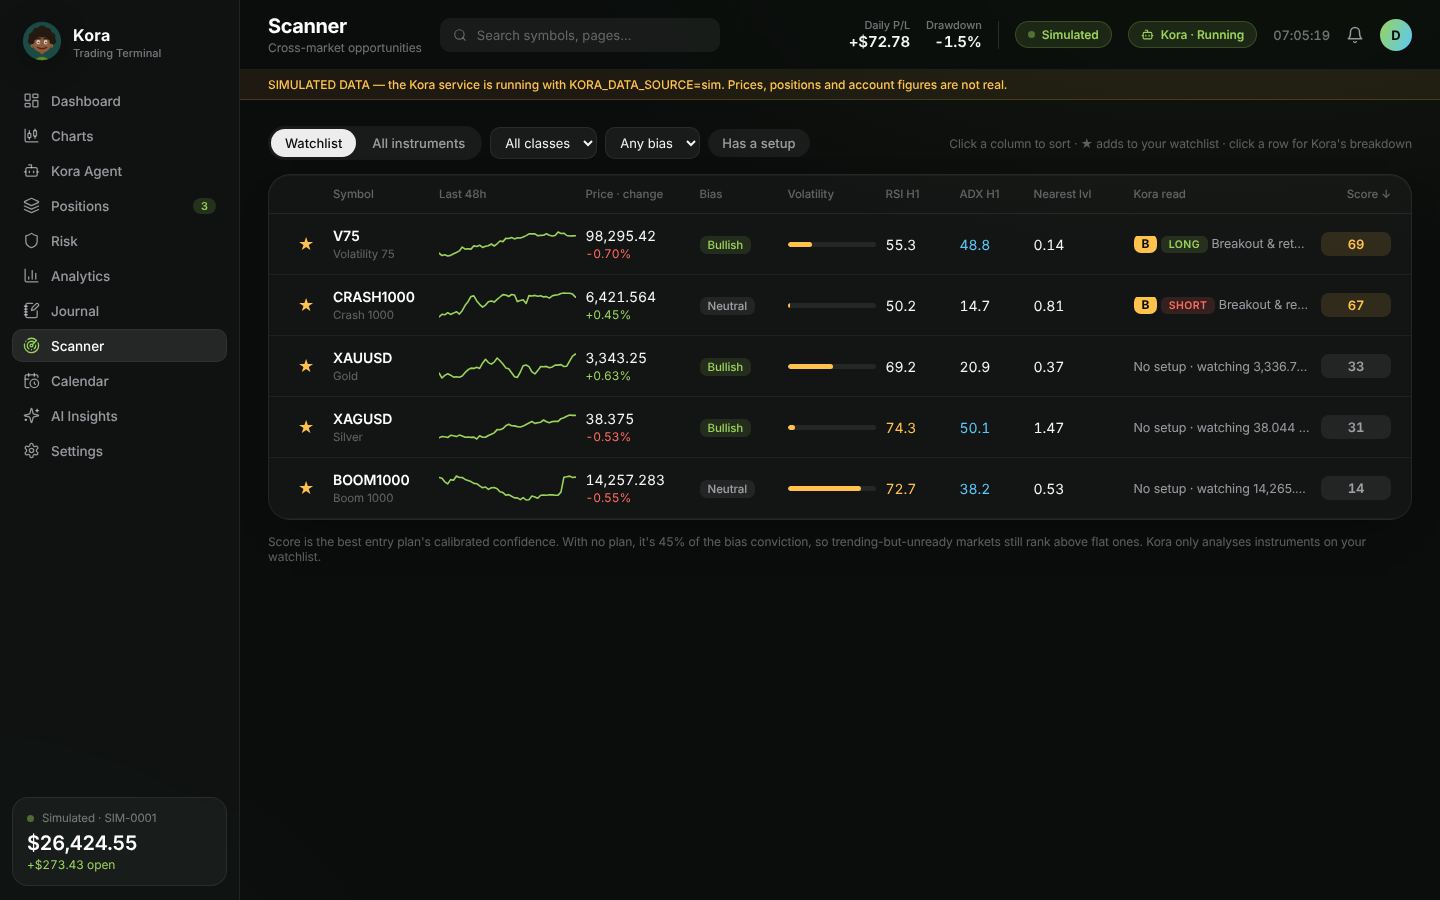 Kora
Trading Terminal
Dashboard
Charts
Kora Agent
Positions 3
Risk
Analytics
Journal
Scanner
Calendar
AI Insights
Settings
Simulated · SIM-0001
$26,424.55
+$273.43 open
Scanner
Cross-market opportunities
Search symbols, pages...
Daily P/L
+$72.78
Drawdown
-1.5%
Simulated
Kora · Running
07:05:19
D
SIMULATED DATA — the Kora service is running with KORA_DATA_SOURCE=sim. Prices, positions and account figures are not real.
Watchlist All instruments All classes Any bias Has a setup
Click a column to sort · ★ adds to your watchlist · click a row for Kora's breakdown
Symbol Last 48h Price · change Bias Volatility RSI H1 ADX H1 Nearest lvl Kora read Score ↓
★ V75 98,295.42 Bullish 55.3 48.8 0.14 B LONG Breakout & ret... 69
Volatility 75 -0.70%
★ CRASH1000 6,421.564 Neutral 50.2 14.7 0.81 B SHORT Breakout & re... 67
Crash 1000 +0.45%
★ XAUUSD 3,343.25 Bullish 69.2 20.9 0.37 No setup · watching 3,336.7... 33
Gold +0.63%
★ XAGUSD 38.375 Bullish 74.3 50.1 1.47 No setup · watching 38.044 ... 31
Silver -0.53%
★ BOOM1000 14,257.283 Neutral 72.7 38.2 0.53 No setup · watching 14,265.... 14
Boom 1000 -0.55%
Score is the best entry plan's calibrated confidence. With no plan, it's 45% of the bias conviction, so trending-but-unready markets still rank above flat ones. Kora only analyses instruments on your
watchlist.